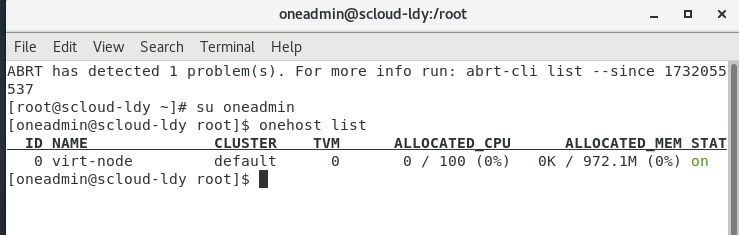 oneadmin@scloud-ldy:/root
File Edit View Search Terminal Help
ABRT has detected 1 problem(s). For more info run: abrt-cli list --since 1732055
537
[root@scloud-ldy ~]# su oneadmin
[oneadmin@scloud-ldy root]$ onehost list
  ID NAME            CLUSTER    TVM      ALLOCATED_CPU      ALLOCATED_MEM STAT
   0 virt-node       default      0       0 / 100 (0%)   0K / 972.1M (0%) on
[oneadmin@scloud-ldy root]$